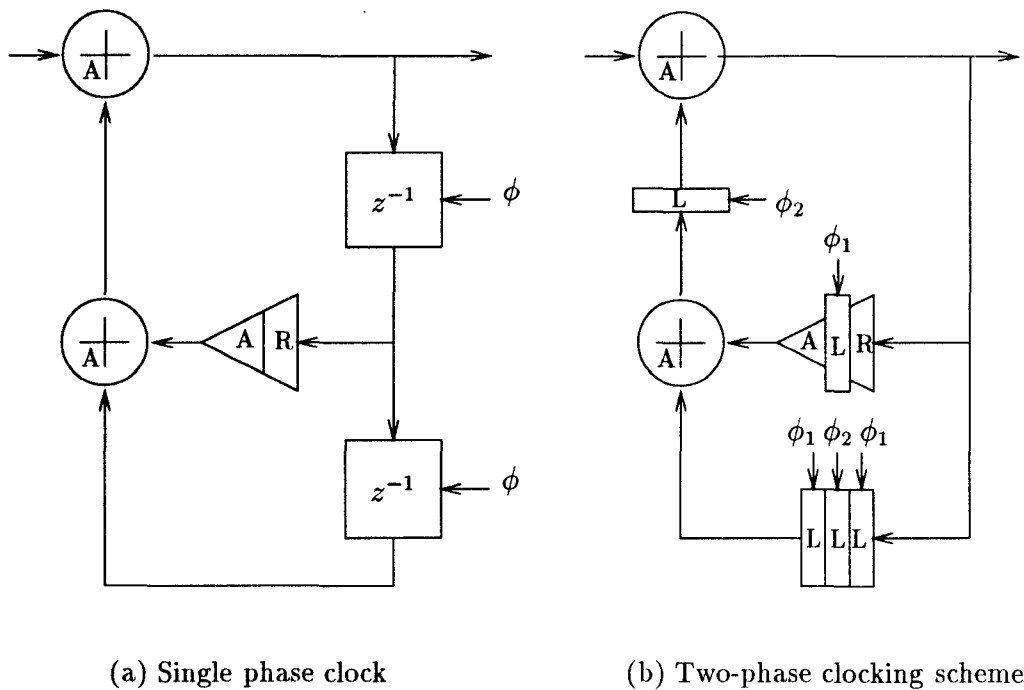 A
A
z⁻¹
ϕ
L
ϕ₂
ϕ₁
A
A
R
A
A
L
R
ϕ₁ ϕ₂ ϕ₁
z⁻¹
ϕ
L L L
(a) Single phase clock
(b) Two-phase clocking scheme